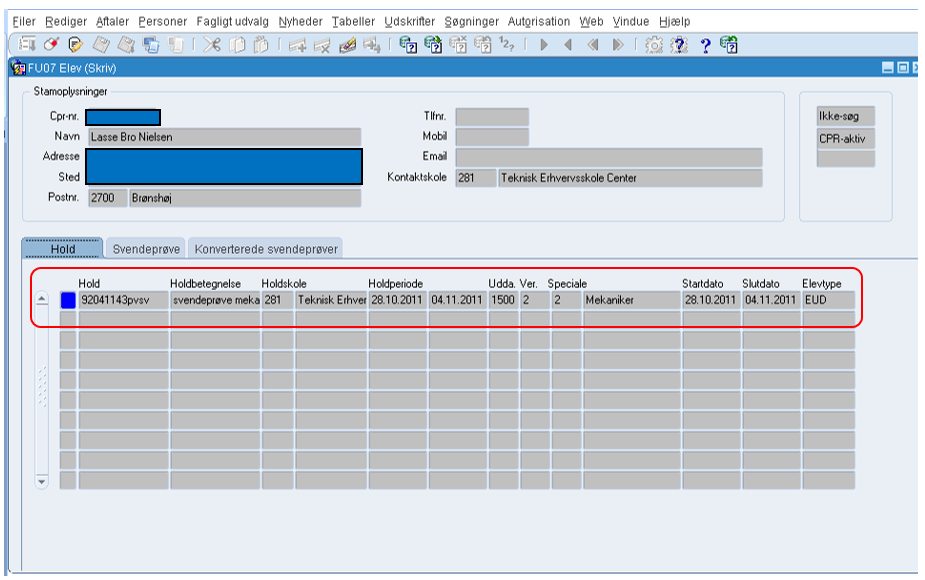 Filer Rediger Aftaler Personer Fagligt udvalg Nyheder Tabeller Udskrifter Søgninger Autorisation Web Vindue Hjælp
FU07 Elev (Skriv)
Stamoplysninger
Cpr-nr. Tlfnr. Ikke-søg
Navn Lasse Bro Nielsen Mobil CPR-aktiv
Adresse Email
Sted Kontaktskole 281 Teknisk Erhvervsskole Center
Postnr. 2700 Brønshøj
Hold Svendeprøve Konverterede svendeprøver
Hold Holdbetegnelse Holdskole Holdperiode Udda. Ver. Speciale Startdato Slutdato Elevtype
92041143pvsv svendeprøve meka 281 Teknisk Erhver 28.10.2011 04.11.2011 1500 2 2 Mekaniker 28.10.2011 04.11.2011 EUD